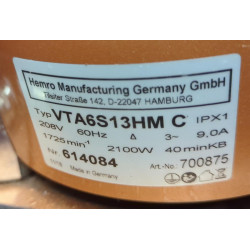 Hemro Manufacturing Germany GmbH
Tilsiter Straße 142, D-22047 HAMBURG
Typ VTA6S13HM C IPX1
208V 60Hz Δ 3~ 9,0A
1725min⁻¹ 2100W 40minKB
Nr. 614084 Art.-No.: 700875
Made in Germany